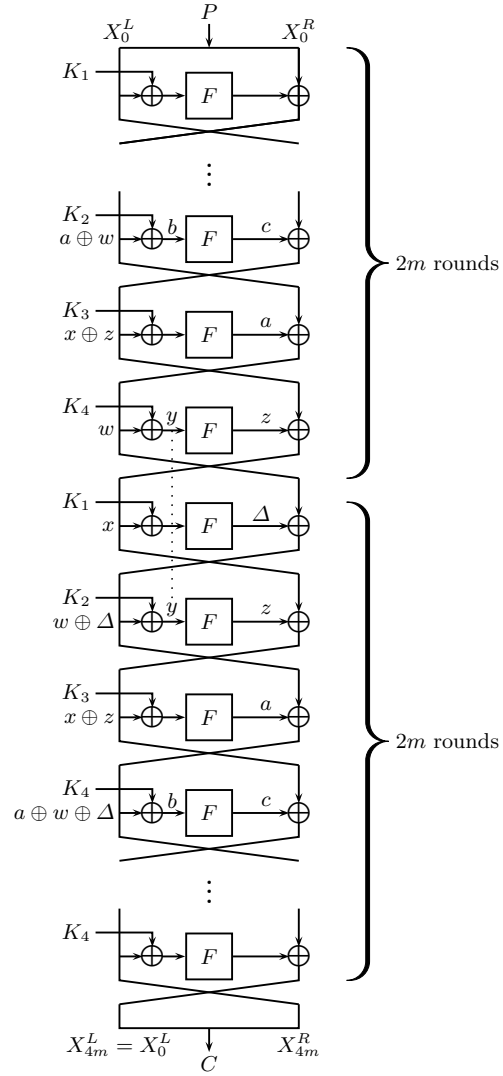 P
X_0^L X_0^R
K_1
F
⋮
K_2
a ⊕ w b F c
2m rounds
K_3
x ⊕ z F a
K_4
w y F z
K_1
x F Δ
K_2
w ⊕ Δ y F z
K_3
x ⊕ z F a
2m rounds
K_4
a ⊕ w ⊕ Δ b F c
⋮
K_4
F
X_{4m}^L = X_0^L X_{4m}^R
C